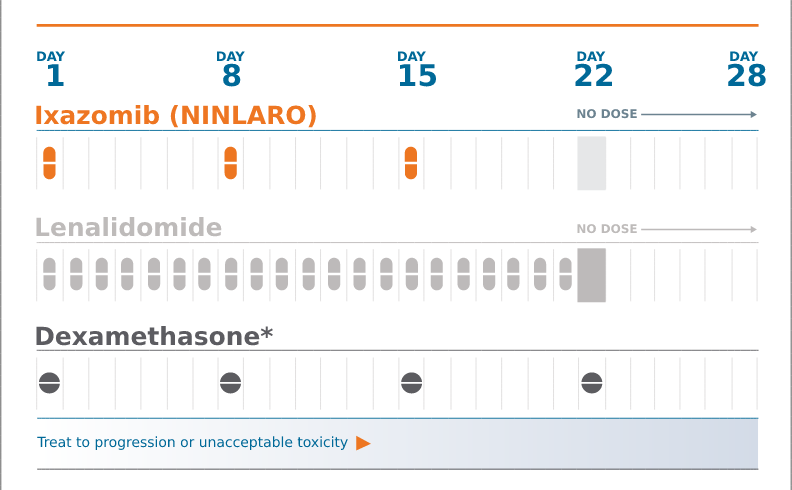 DAY DAY DAY DAY DAY
1 8 15 22 28
Ixazomib (NINLARO) NO DOSE
Lenalidomide NO DOSE
Dexamethasone*
Treat to progression or unacceptable toxicity